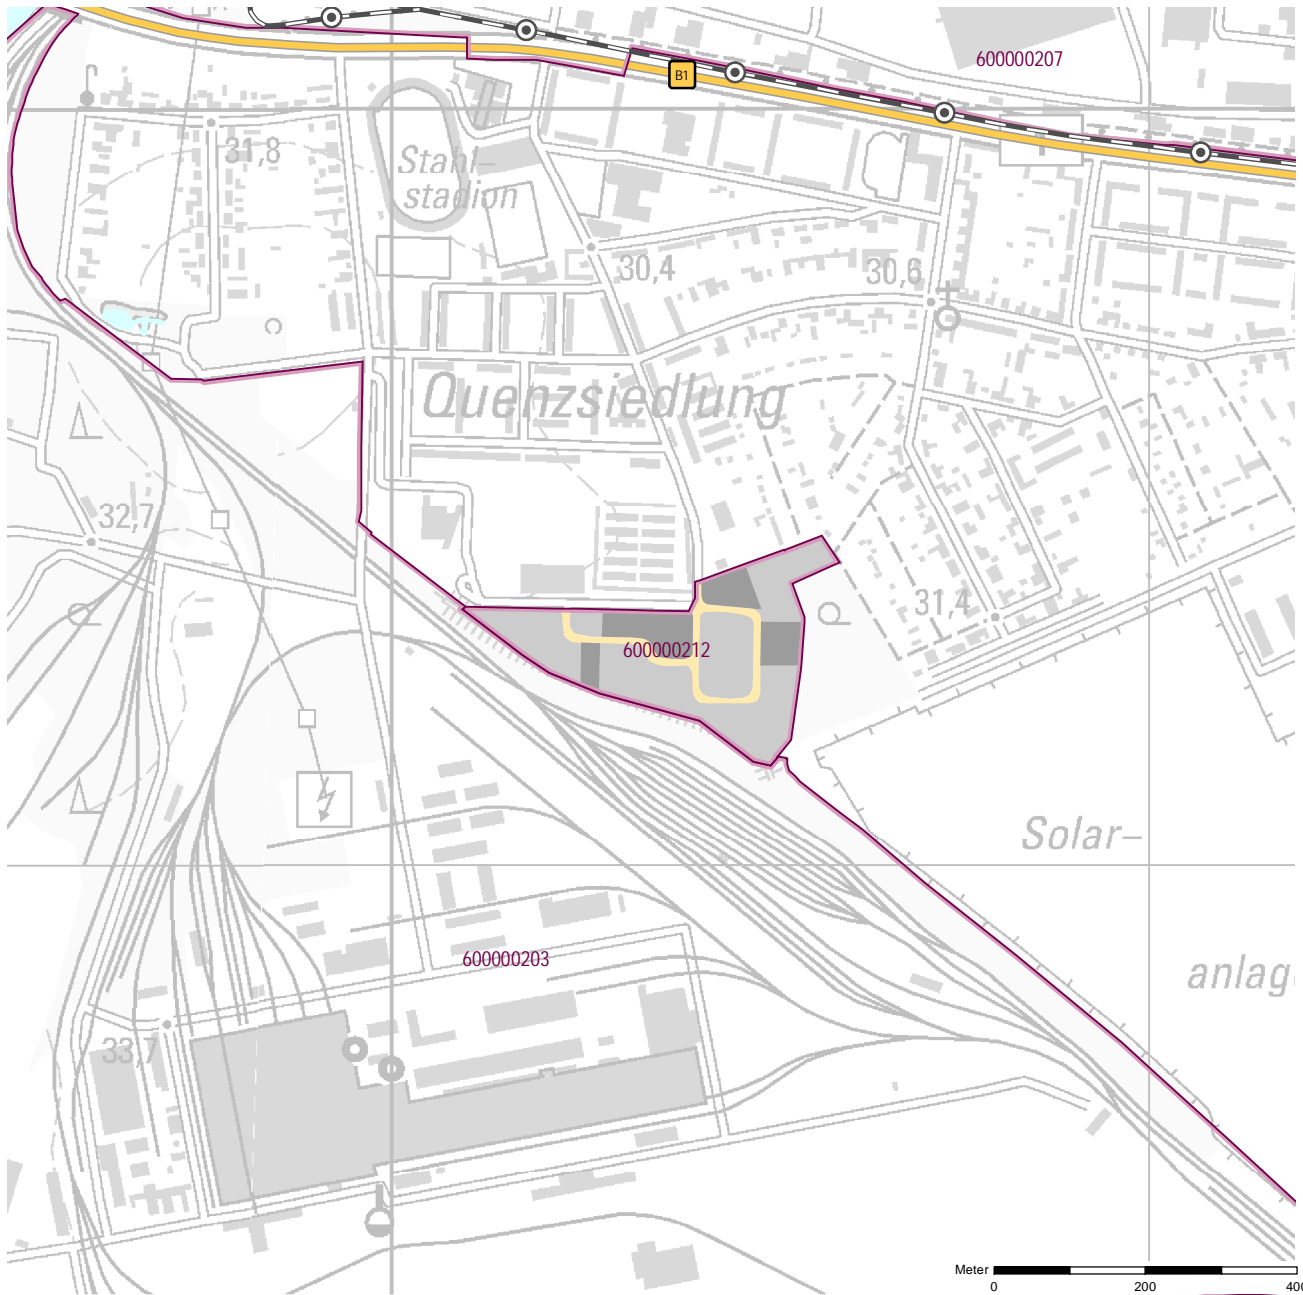 600000207
B1
31,8
Stahl–
stadion
30,4
30,6
Quenzsiedlung
32,7
31,4
600000212
Solar–
600000203
anlag
33,7
Meter
0
200
400